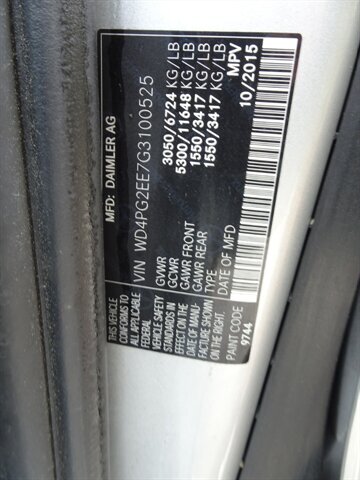 MFD: DAIMLER AG
VIN WD4PG2EE7G3100525
GVWR 3050/6724 KG/LB
GCWR 5300/11648 KG/LB
GAWR FRONT 1550/3417 KG/LB
GAWR REAR 1550/3417 KG/LB
TYPE MPV
DATE OF MFD 10/2015
THIS VEHICLE CONFORMS TO
ALL APPLICABLE
FEDERAL
VEHICLE SAFETY
STANDARDS IN
EFFECT ON THE
DATE OF MANU-
FACTURE SHOWN
ON THE RIGHT.
PAINT CODE
9744